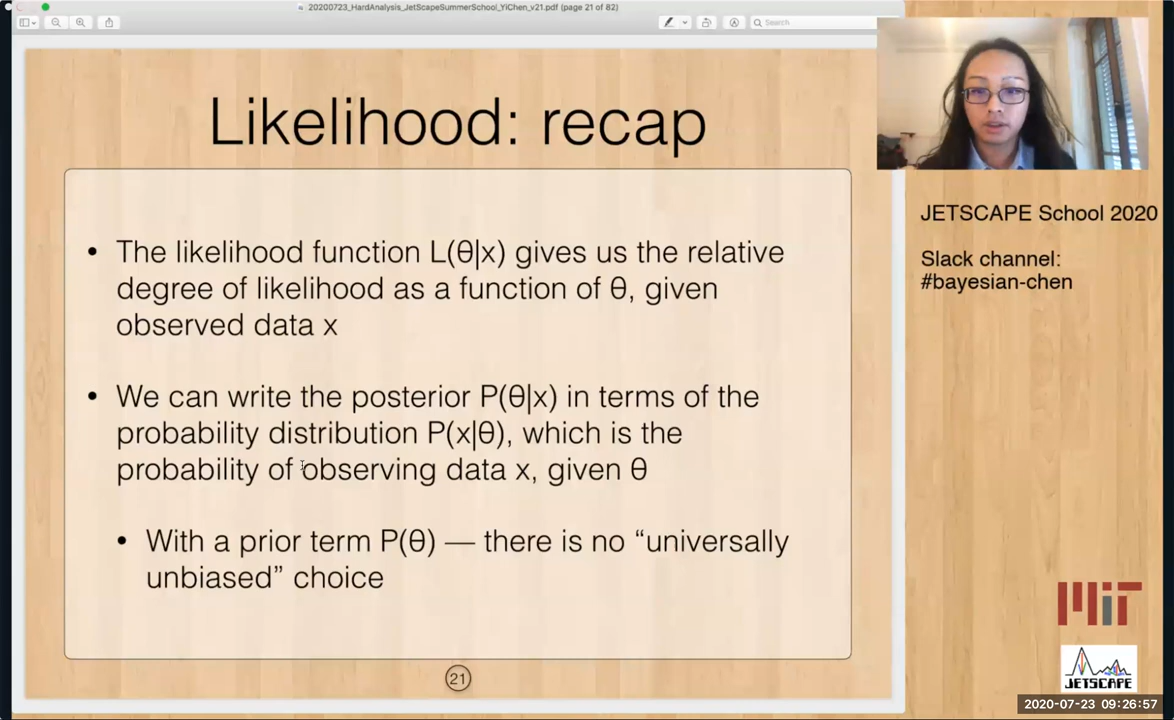 20200723_HardAnalysis_JetScapeSummerSchool_YiChen_v21.pdf (page 21 of 82)
Search
Likelihood: recap
• The likelihood function L(θ|x) gives us the relative
degree of likelihood as a function of θ, given
observed data x
• We can write the posterior P(θ|x) in terms of the
probability distribution P(x|θ), which is the
probability of observing data x, given θ
• With a prior term P(θ) — there is no “universally
unbiased” choice
21
JETSCAPE School 2020
Slack channel:
#bayesian-chen
MIT
JETSCAPE
2020-07-23 09:26:57